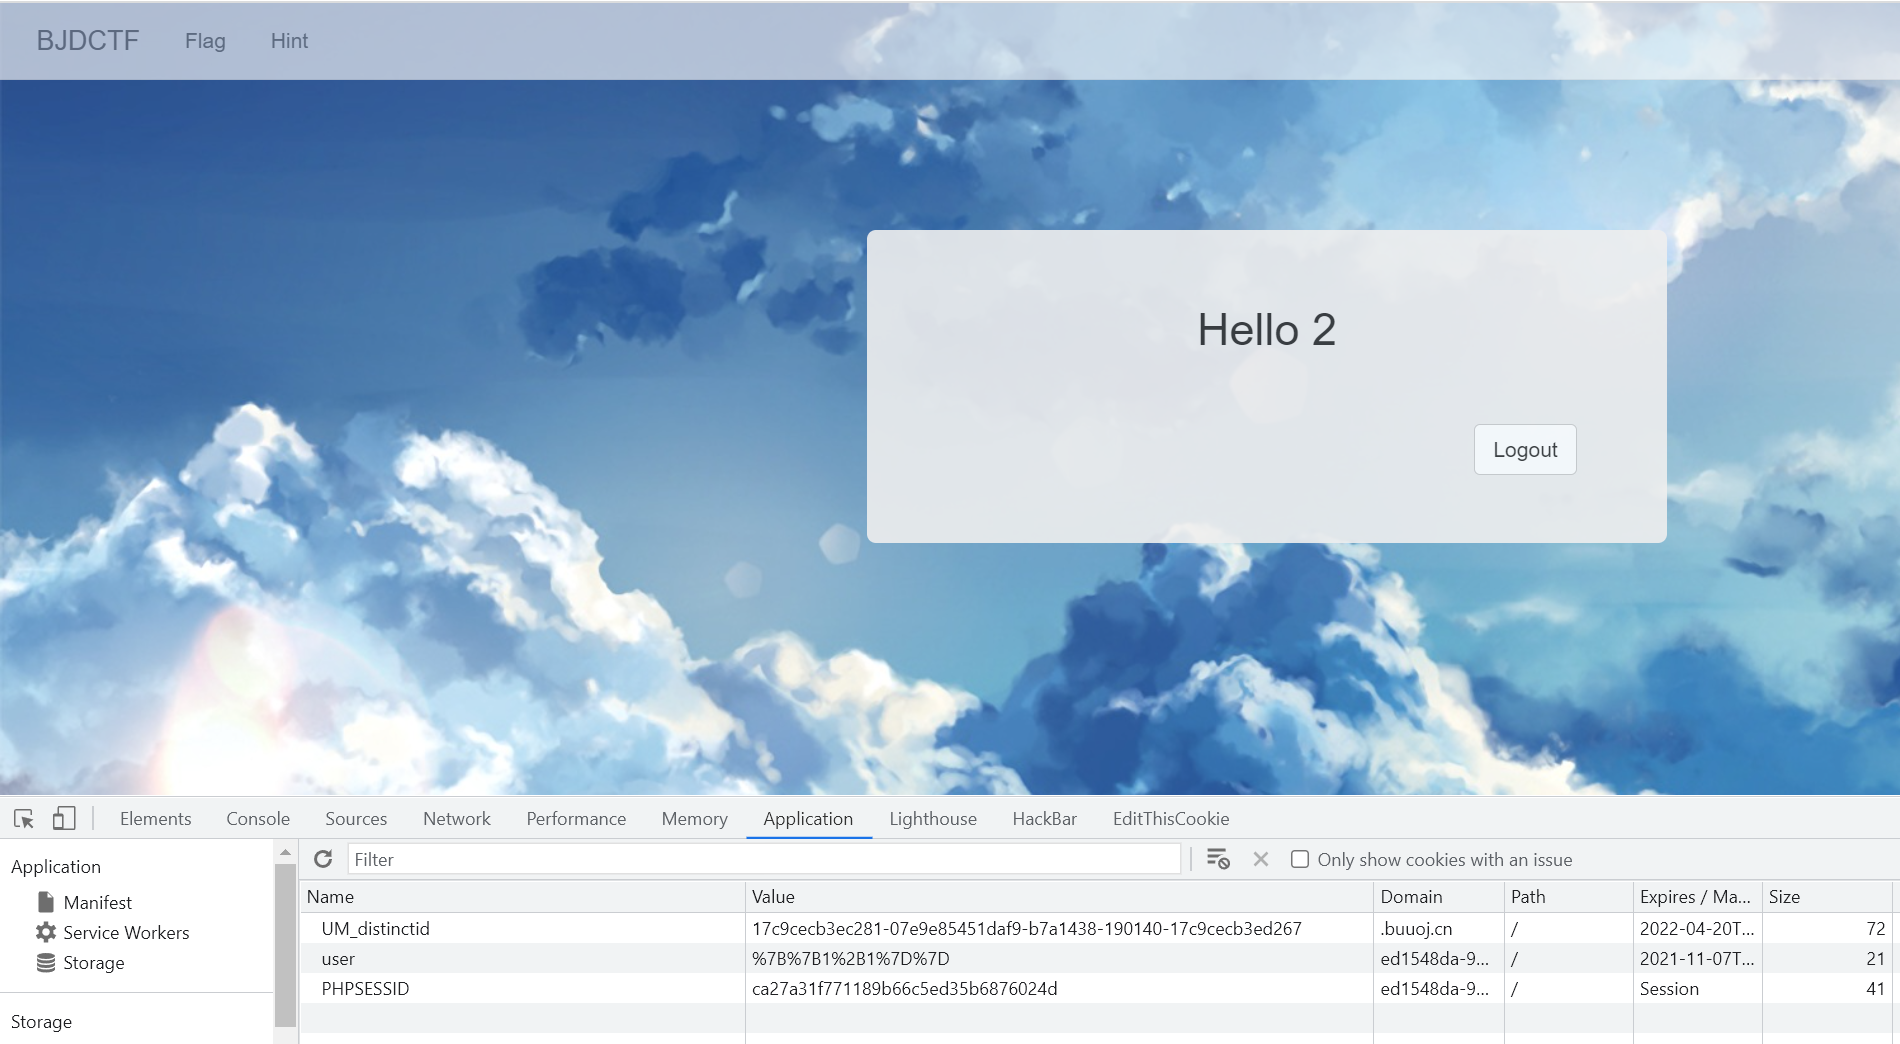 BJDCTF Flag Hint
Hello 2
Logout
Elements Console Sources Network Performance Memory Application Lighthouse HackBar EditThisCookie
Application
Manifest
Service Workers
Storage
Storage
Filter Only show cookies with an issue
Name Value Domain Path Expires / Ma... Size
UM_distinctid 17c9cecb3ec281-07e9e85451daf9-b7a1438-190140-17c9cecb3ed267 .buuoj.cn / 2022-04-20T... 72
user %7B%7B1%2B1%7D%7D ed1548da-9... / 2021-11-07T... 21
PHPSESSID ca27a31f771189b66c5ed35b6876024d ed1548da-9... / Session 41